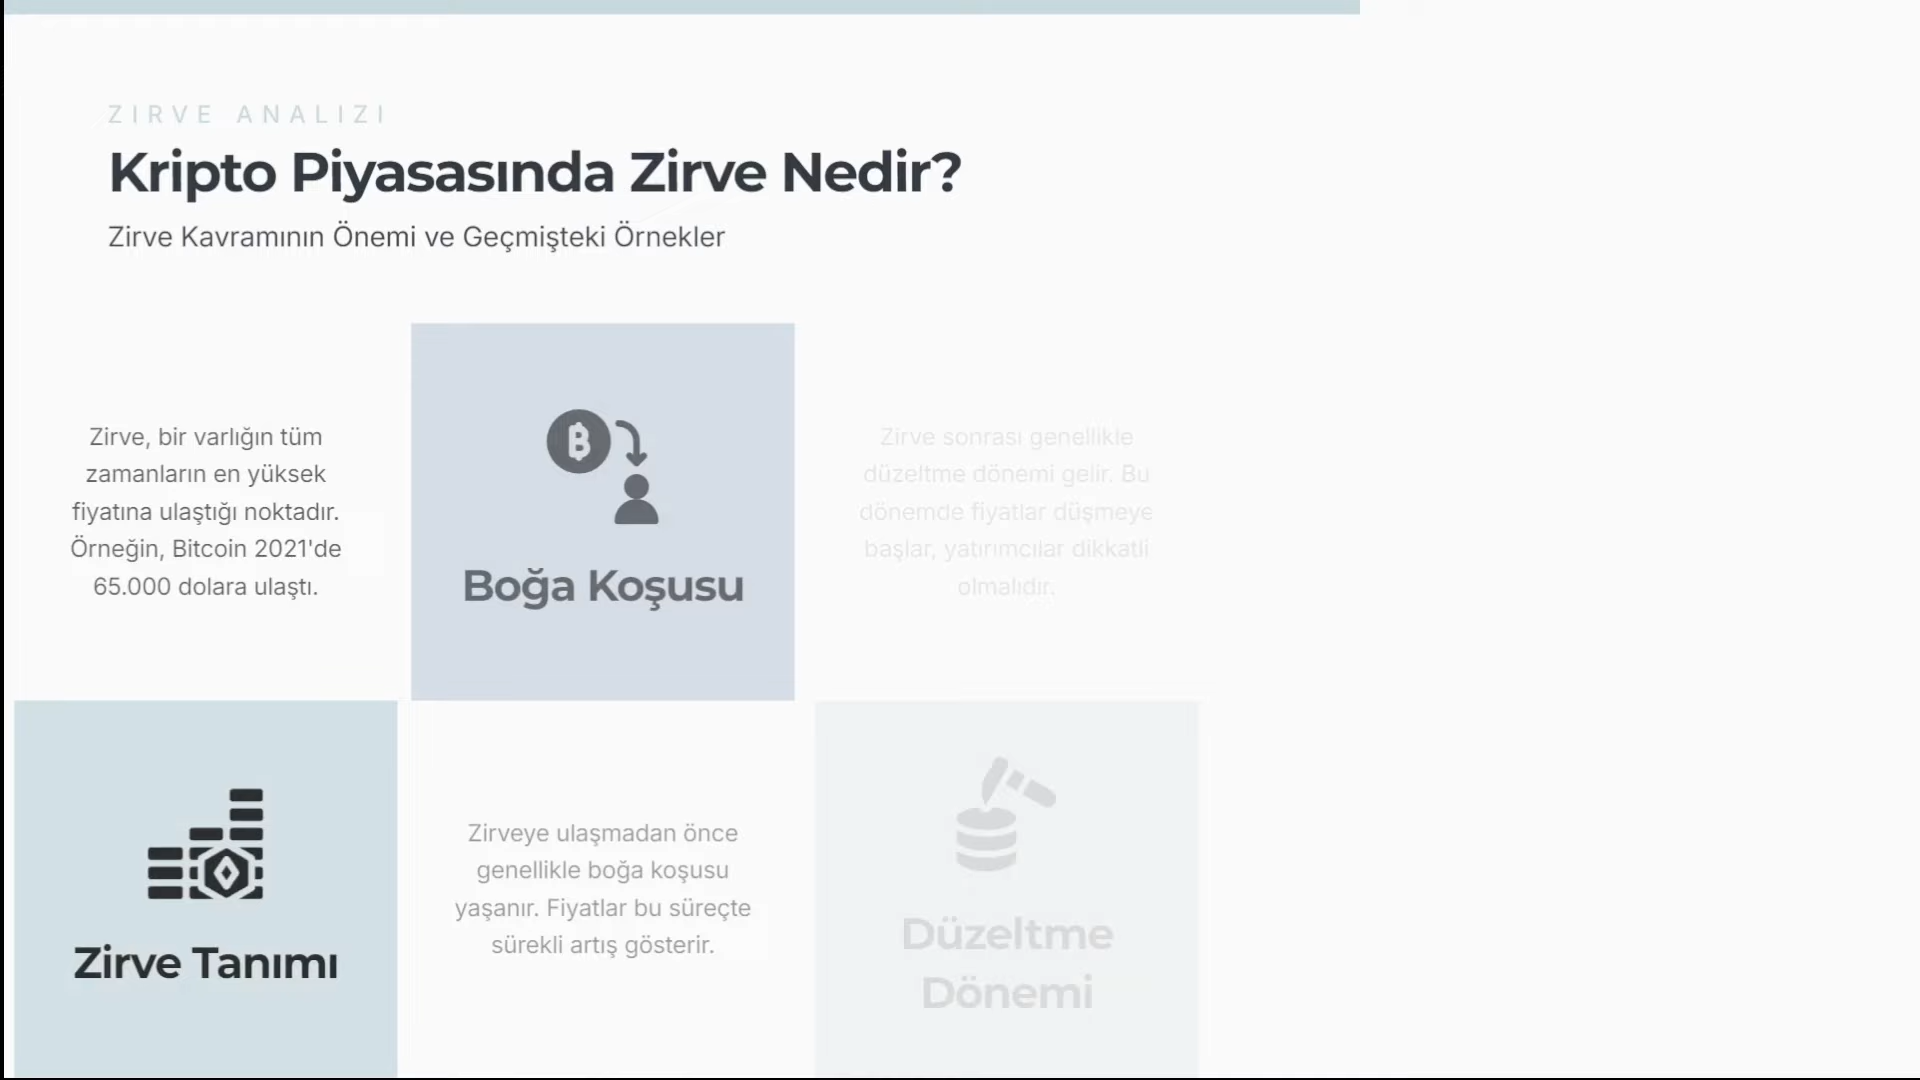 ZIRVE ANALIZI
Kripto Piyasasında Zirve Nedir?
Zirve Kavramının Önemi ve Geçmişteki Örnekler
Zirve, bir varlığın tüm
zamanların en yüksek
fiyatına ulaştığı noktadır.
Örneğin, Bitcoin 2021'de
65.000 dolara ulaştı.
Zirve Tanımı
Boğa Koşusu
Zirveye ulaşmadan önce
genellikle boğa koşusu
yaşanır. Fiyatlar bu süreçte
sürekli artış gösterir.
Zirve sonrası genellikle
düzeltme dönemi gelir. Bu
dönemde fiyatlar düşmeye
başlar, yatırımcılar dikkatli
olmalıdır.
Düzeltme
Dönemi